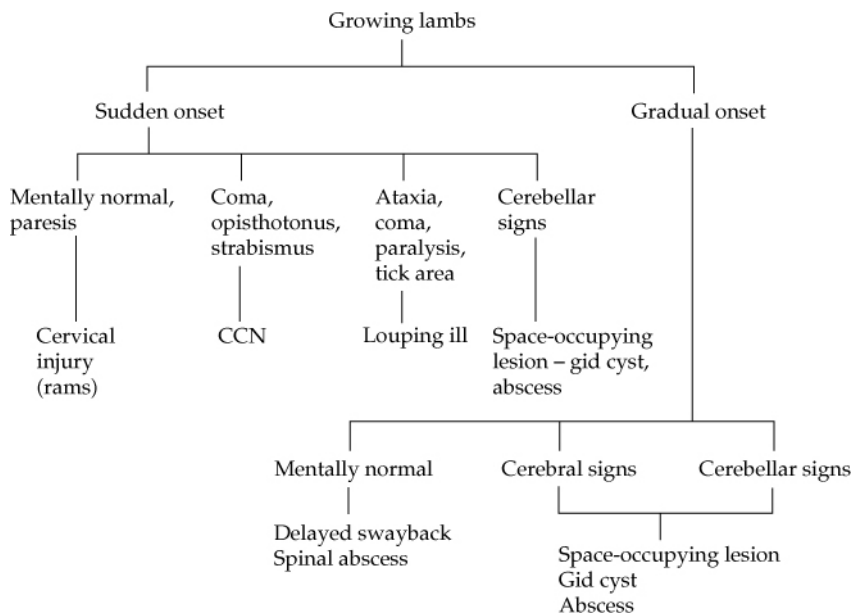 Growing lambs
Sudden onset
Gradual onset
Mentally normal,
paresis
Coma,
opisthotonus,
strabismus
Ataxia,
coma,
paralysis,
tick area
Cerebellar
signs
Cervical
injury
(rams)
CCN
Louping ill
Space-occupying
lesion – gid cyst,
abscess
Mentally normal
Cerebral signs
Cerebellar signs
Delayed swayback
Spinal abscess
Space-occupying lesion
Gid cyst
Abscess